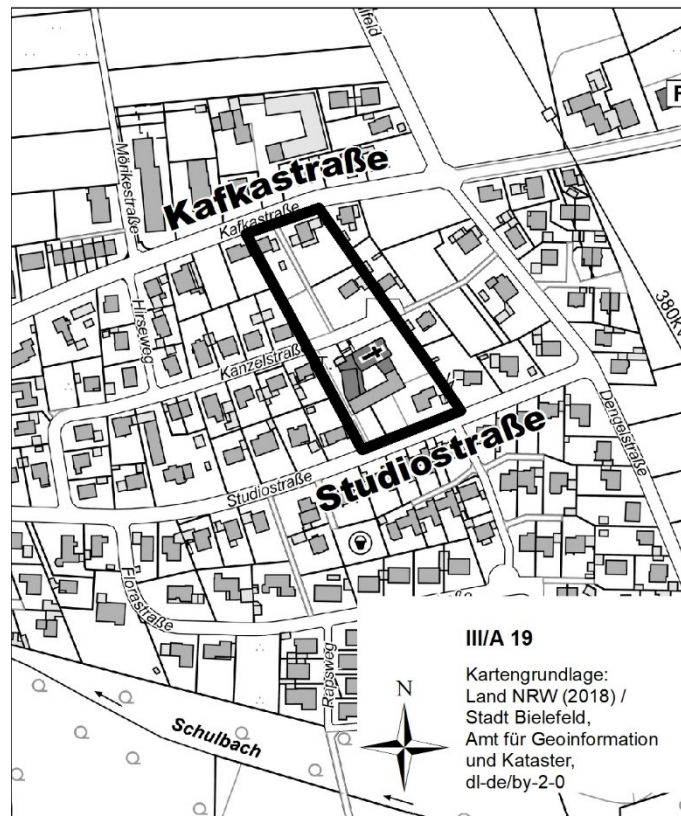 Mörikestraße
Kafkastraße
Kafkastraße
Hirseweg
Kanzelstraße
380kV
Dengelstraße
Studiostraße
Studiostraße
Florastraße
Rapsweg
Schulbach
III/A 19
Kartengrundlage:
Land NRW (2018) /
Stadt Bielefeld,
Amt für Geoinformation
und Kataster,
dl-de/by-2-0
N